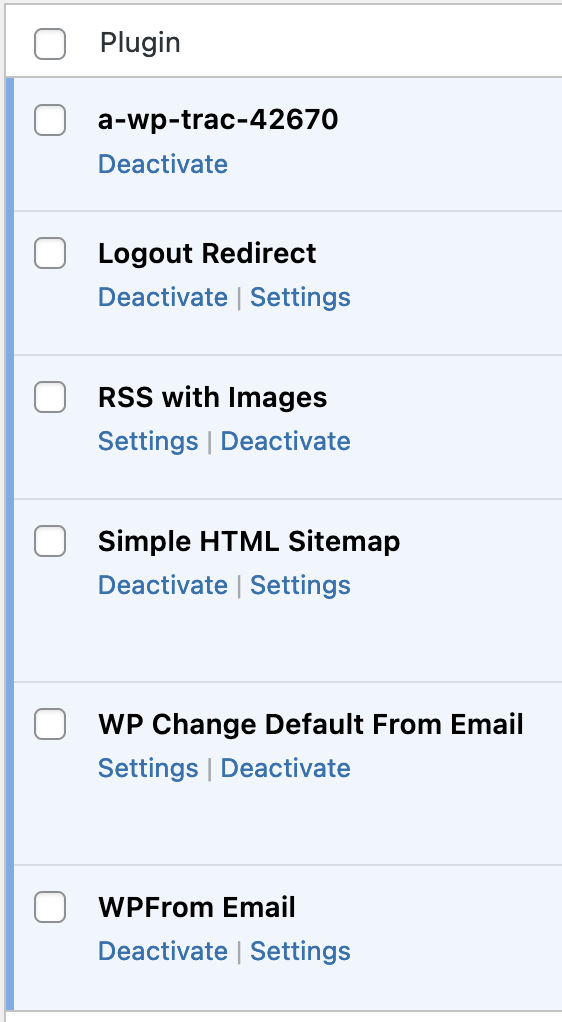 Plugin
a-wp-trac-42670
Deactivate
Logout Redirect
Deactivate | Settings
RSS with Images
Settings | Deactivate
Simple HTML Sitemap
Deactivate | Settings
WP Change Default From Email
Settings | Deactivate
WPFrom Email
Deactivate | Settings